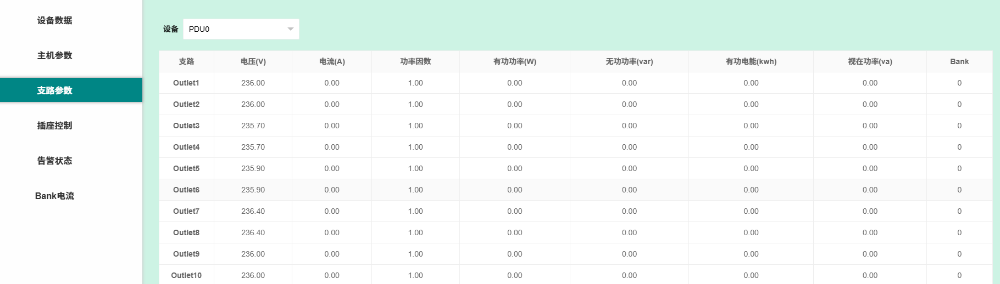 设备数据
主机参数
支路参数
插座控制
告警状态
Bank电流
设备 PDU0
支路 电压(V) 电流(A) 功率因数 有功功率(W) 无功功率(var) 有功电能(kwh) 视在功率(va) Bank
Outlet1 236.00 0.00 1.00 0.00 0.00 0.00 0.00 0
Outlet2 236.00 0.00 1.00 0.00 0.00 0.00 0.00 0
Outlet3 235.70 0.00 1.00 0.00 0.00 0.00 0.00 0
Outlet4 235.70 0.00 1.00 0.00 0.00 0.00 0.00 0
Outlet5 235.90 0.00 1.00 0.00 0.00 0.00 0.00 0
Outlet6 235.90 0.00 1.00 0.00 0.00 0.00 0.00 0
Outlet7 236.40 0.00 1.00 0.00 0.00 0.00 0.00 0
Outlet8 236.40 0.00 1.00 0.00 0.00 0.00 0.00 0
Outlet9 236.00 0.00 1.00 0.00 0.00 0.00 0.00 0
Outlet10 236.00 0.00 1.00 0.00 0.00 0.00 0.00 0